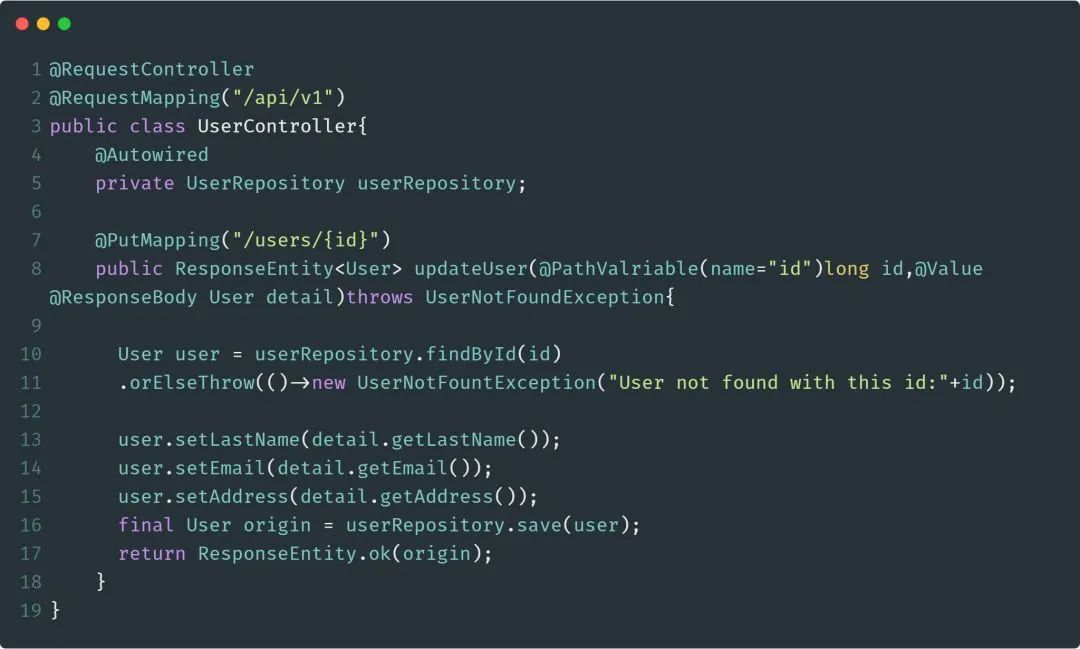 1 @RequestController
2 @RequestMapping("/api/v1")
3 public class UserController{
4     @Autowired
5     private UserRepository userRepository;
6
7     @PutMapping("/users/{id}")
8     public ResponseEntity<User> updateUser(@PathValriable(name="id")long id,@Value
@ResponseBody User detail)throws UserNotFoundException{
9
10       User user = userRepository.findById(id)
11       .orElseThrow(()->new UserNotFountException("User not found with this id:"+id));
12
13       user.setLastName(detail.getLastName());
14       user.setEmail(detail.getEmail());
15       user.setAddress(detail.getAddress());
16       final User origin = userRepository.save(user);
17       return ResponseEntity.ok(origin);
18     }
19 }